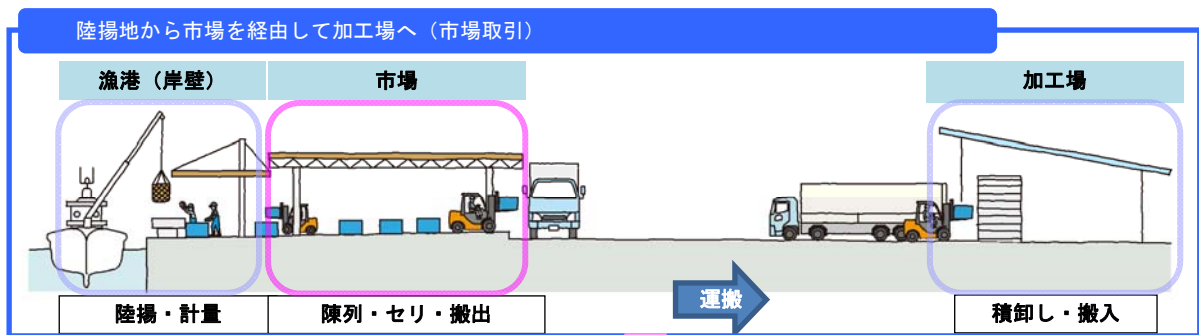 陸揚地から市場を経由して加工場へ（市場取引）
漁港（岸壁）
市場
加工場
運搬
陸揚・計量
陳列・セリ・搬出
積卸し・搬入